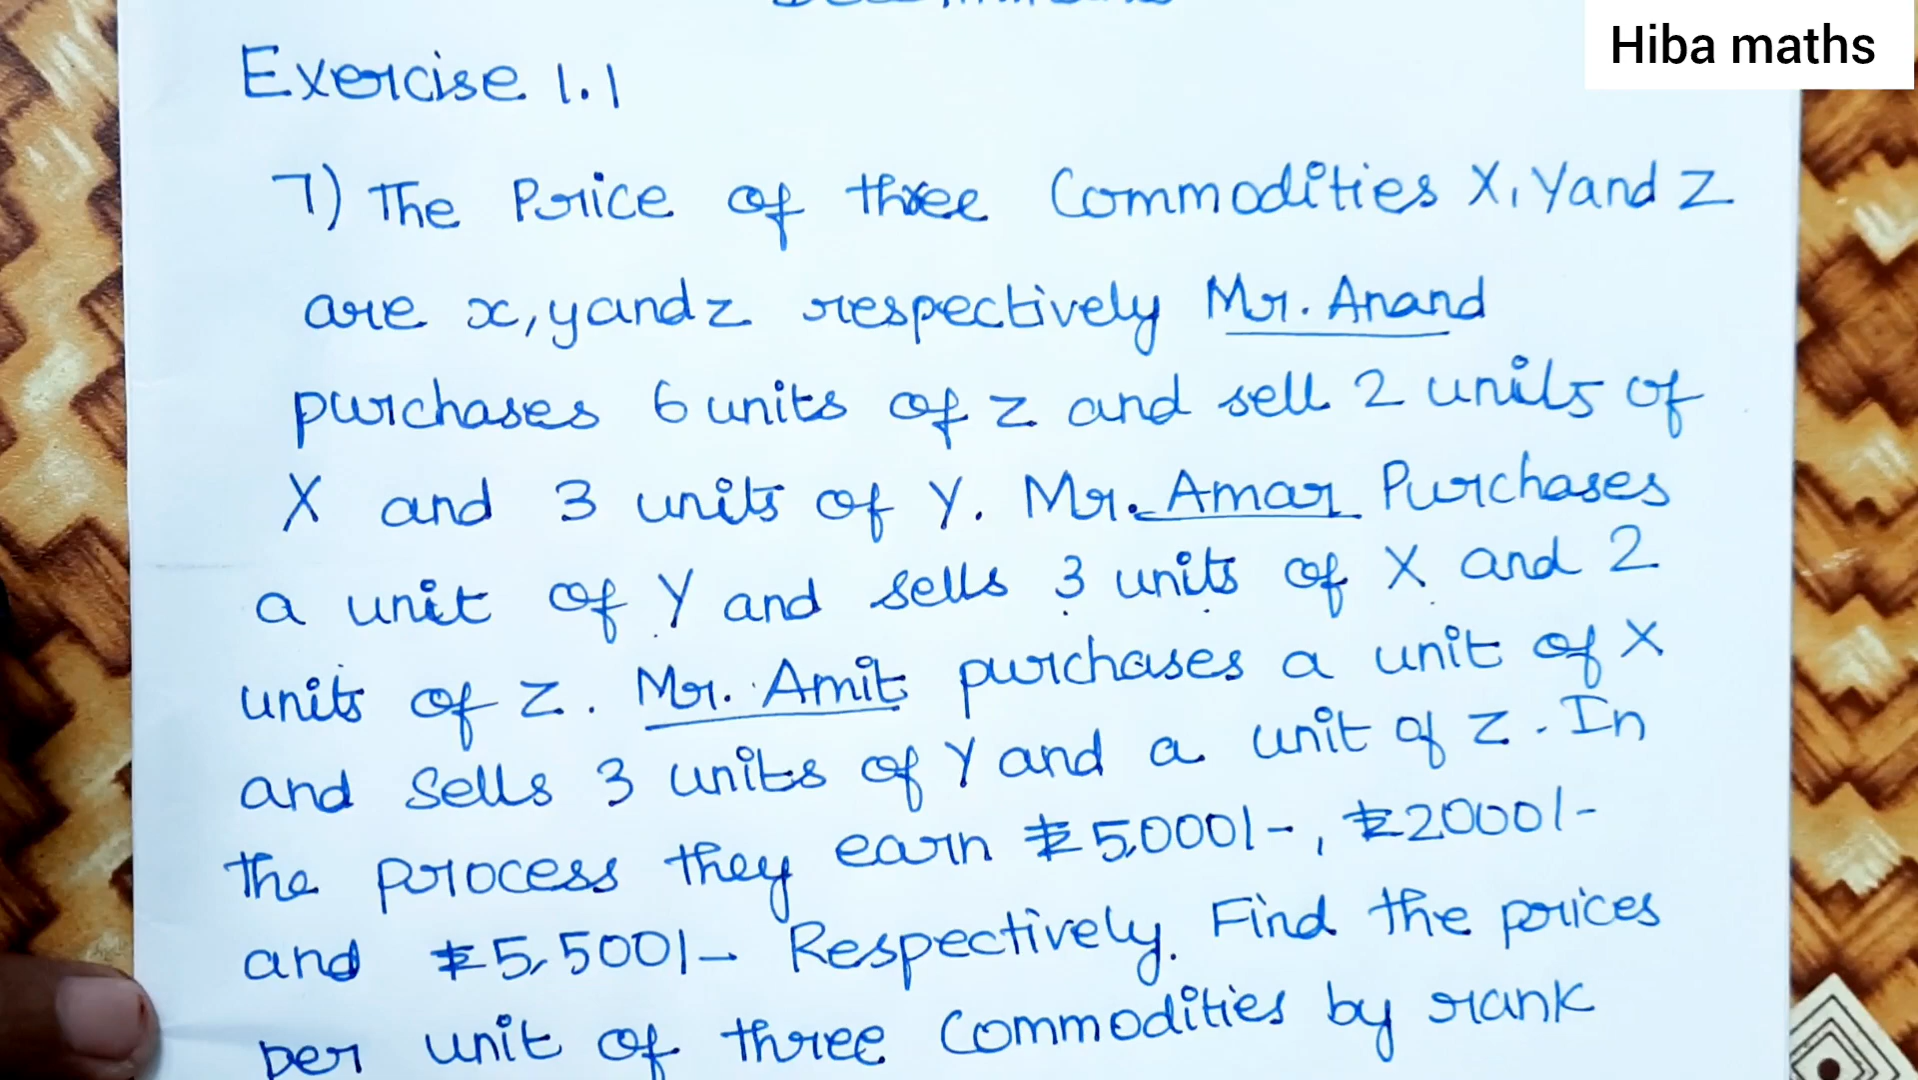 Hiba maths
Exercise 1.1
7) The Price of three Commodities X, Y and Z
are x, y and z respectively Mr. Anand
purchases 6 units of z and sell 2 units of
X and 3 units of Y. Mr. Amar Purchases
a unit of Y and sells 3 units of X and 2
units of z. Mr. Amit purchases a unit of X
and sells 3 units of Y and a unit of z. In
the process they earn ₹5,000/-, ₹2000/-
and ₹5,500/- Respectively. Find the prices
per unit of three Commodities by rank